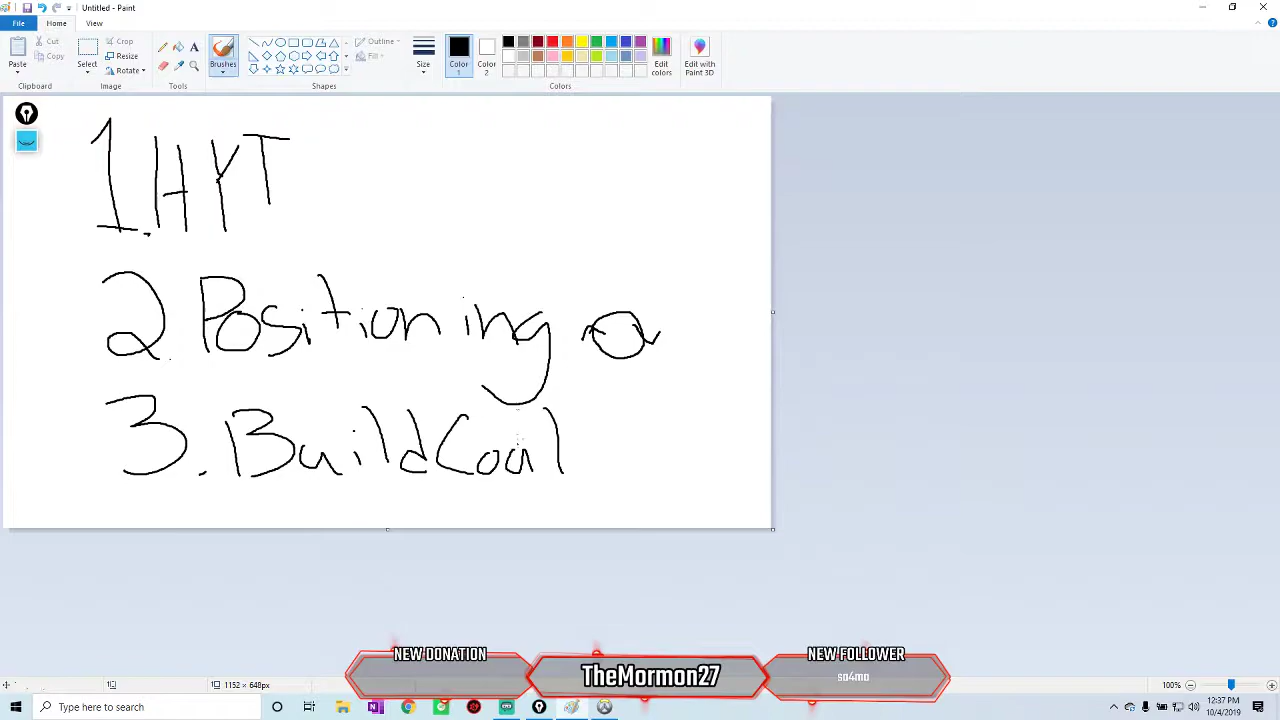 Untitled - Paint
File Home View
Paste Cut Copy Select Crop Resize Rotate Brushes Outline Fill Size Color 1 Color 2 Edit colors Edit with Paint 3D
Clipboard Image Tools Shapes Colors
1.HYT
2.Positioning
3.BuildCoal
NEW DONATION TheMormon27 NEW FOLLOWER
sa4ma
1152 × 648px 100%
Type here to search
12:37 PM
10/4/2019